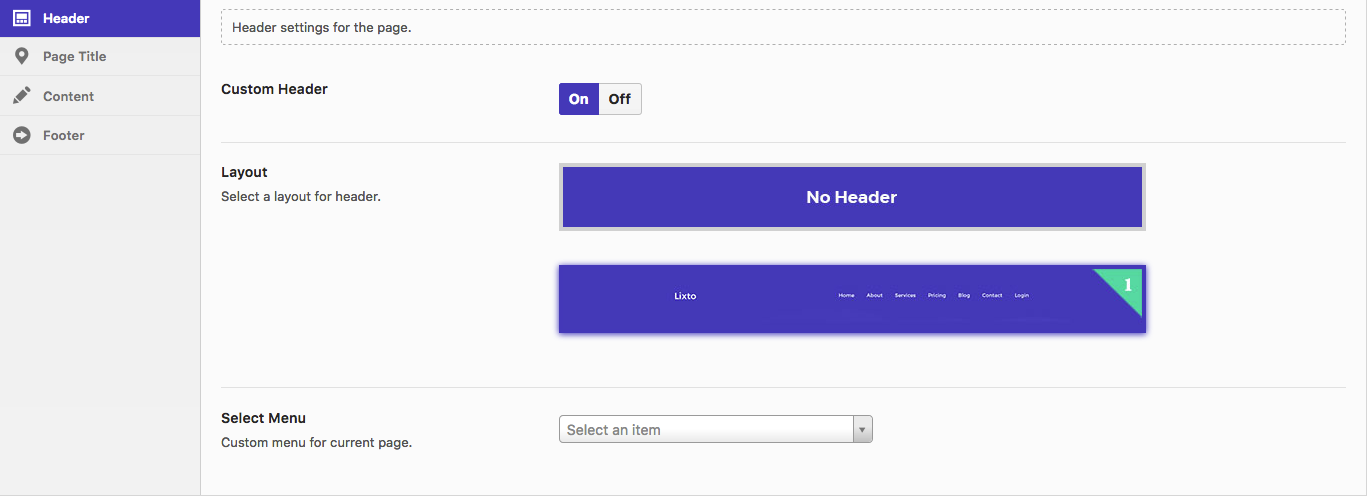 Header
Page Title
Content
Footer
Header settings for the page.
Custom Header
On Off
Layout
Select a layout for header.
No Header
Lixto Home About Services Pricing Blog Contact Login 1
Select Menu
Custom menu for current page.
Select an item